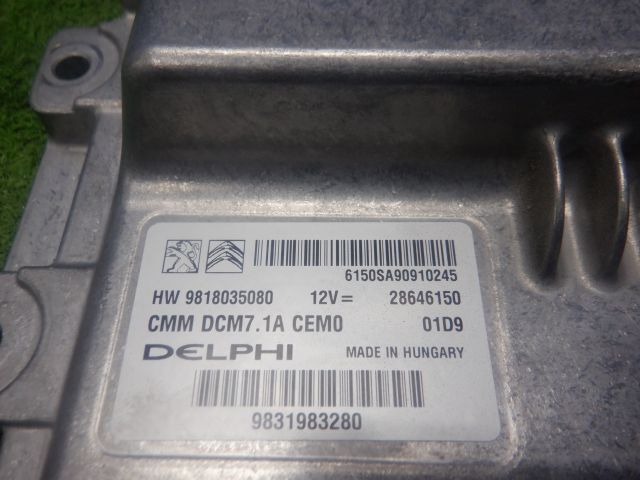 6150SA90910245
HW 9818035080 12V= 28646150
CMM DCM7.1A CEM0 01D9
DELPHI MADE IN HUNGARY
9831983280